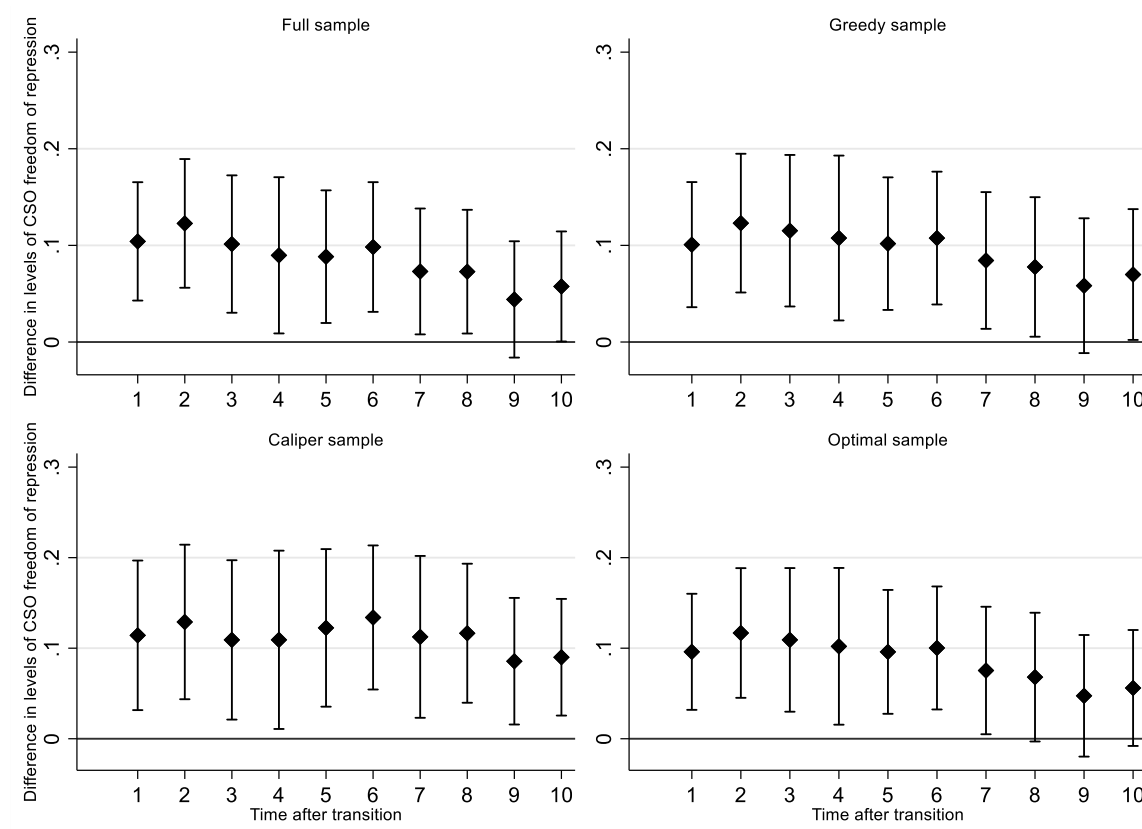 Full sample
Difference in levels of CSO freedom of repression
.3
.2
.1
0
1 2 3 4 5 6 7 8 9 10
Greedy sample
.3
.2
.1
0
1 2 3 4 5 6 7 8 9 10
Caliper sample
Difference in levels of CSO freedom of repression
.3
.2
.1
0
1 2 3 4 5 6 7 8 9 10
Time after transition
Optimal sample
.3
.2
.1
0
1 2 3 4 5 6 7 8 9 10
Time after transition